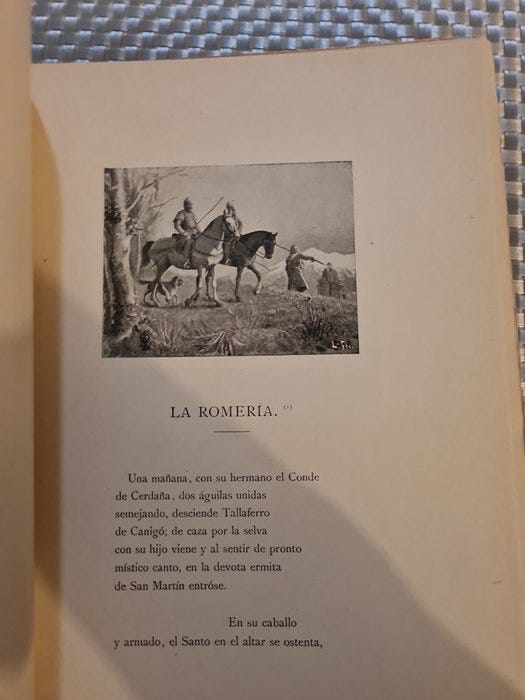 LA ROMERÍA. (1)
Una mañana, con su hermano el Conde
de Cerdaña, dos águilas unidas
semejando, desciende Tallaferro
de Canigó; de caza por la selva
con su hijo viene y al sentir de pronto
místico canto, en la devota ermita
de San Martín entróse.
En su caballo
y armado, el Santo en el altar se ostenta,